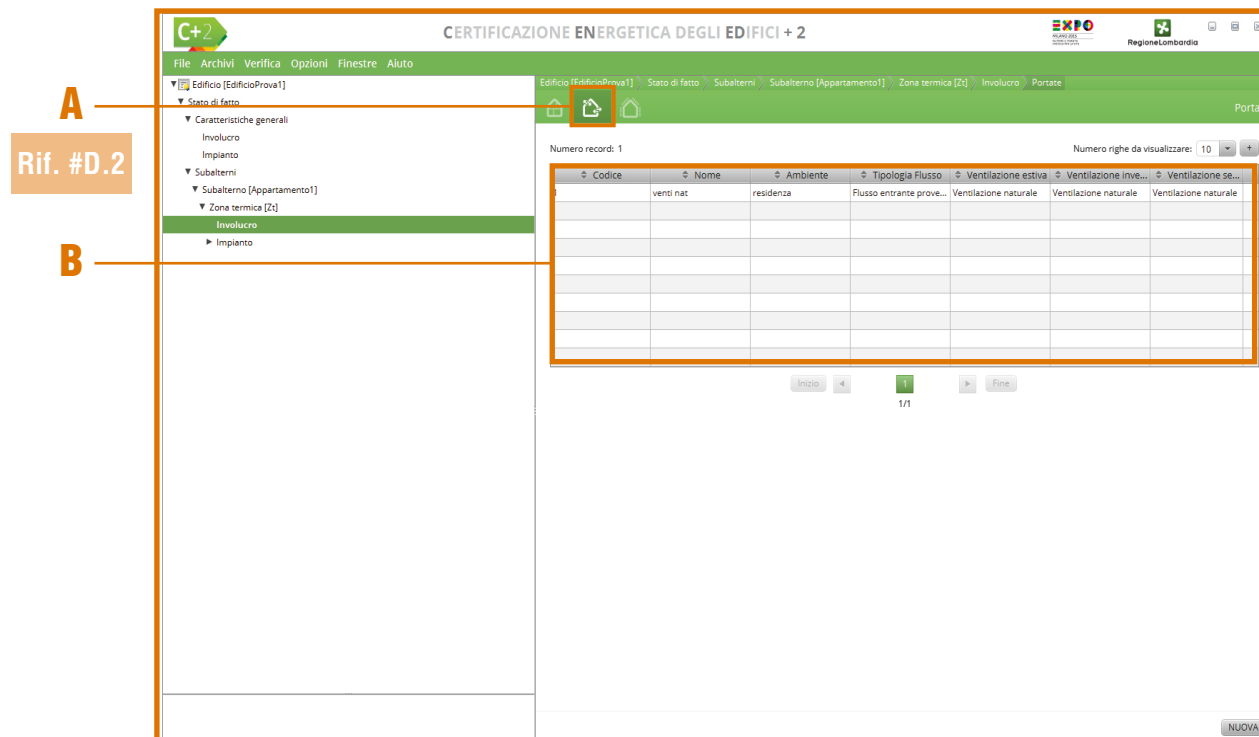 C+2
CERTIFICAZIONE ENERGETICA DEGLI EDIFICI + 2
EXPO
MILANO 2015
RegioneLombardia
File Archivi Verifica Opzioni Finestre Aiuto
Edificio [EdificioProva1]
Stato di fatto
Caratteristiche generali
Involucro
Impianto
Subalterni
Subalterno [Appartamento1]
Zona termica [Zt]
Involucro
Impianto
A
Rif. #D.2
B
Edificio [EdificioProva1] Stato di fatto Subalterni Subalterno [Appartamento1] Zona termica [Zt] Involucro Portate
Porta
Numero record: 1 Numero righe da visualizzare: 10 +
Codice Nome Ambiente Tipologia Flusso Ventilazione estiva Ventilazione inve... Ventilazione se...
1 venti nat residenza Flusso entrante prove... Ventilazione naturale Ventilazione naturale Ventilazione naturale
Inizio 1 Fine
1/1
NUOVA